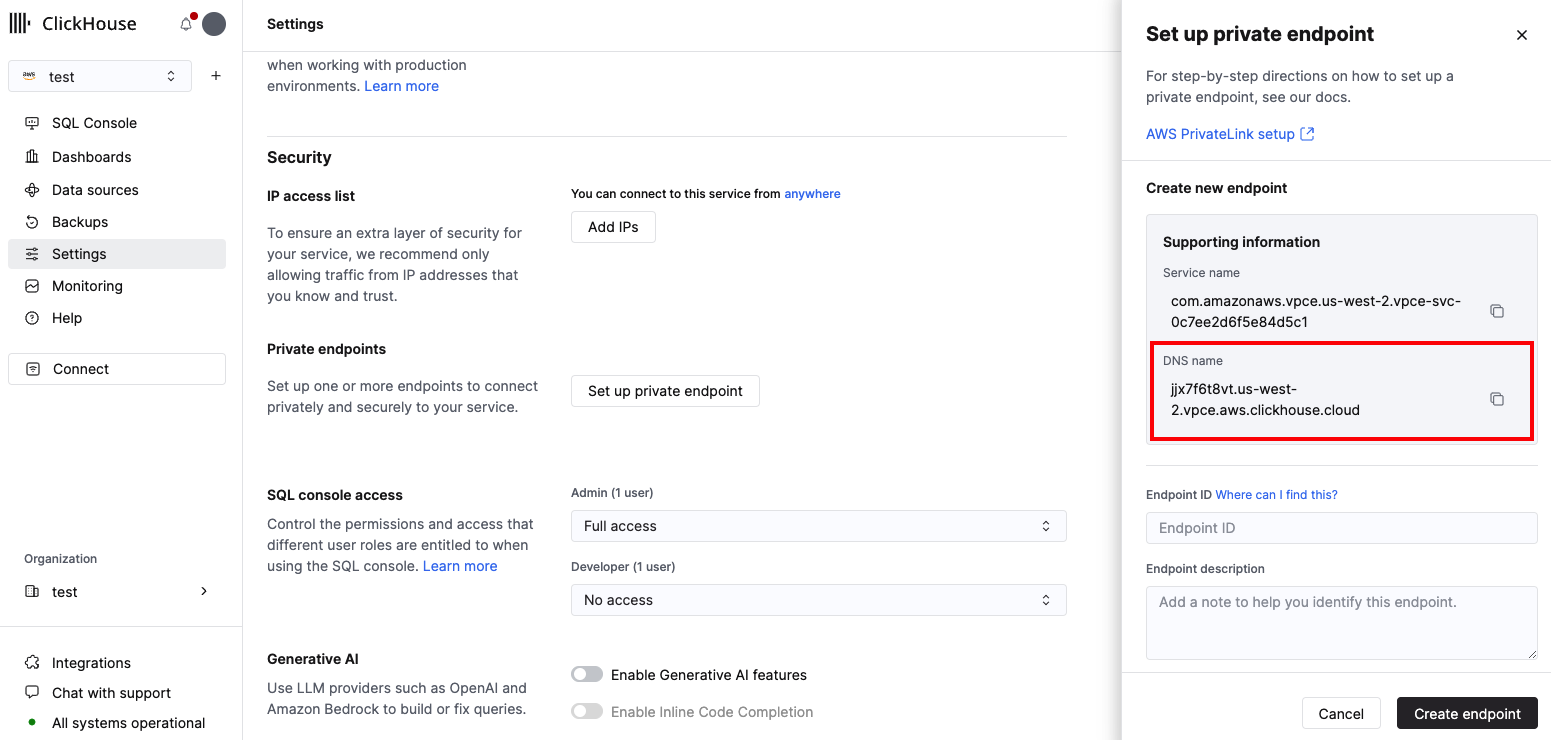 ClickHouse
aws
test
SQL Console
Dashboards
Data sources
Backups
Settings
Monitoring
Help
Connect
Organization
test
Integrations
Chat with support
All systems operational
Settings
when working with production
environments. Learn more
Security
IP access list
To ensure an extra layer of security for
your service, we recommend only
allowing traffic from IP addresses that
you know and trust.
You can connect to this service from anywhere
Add IPs
Private endpoints
Set up one or more endpoints to connect
privately and securely to your service.
Set up private endpoint
SQL console access
Control the permissions and access that
different user roles are entitled to when
using the SQL console. Learn more
Admin (1 user)
Full access
Developer (1 user)
No access
Generative AI
Use LLM providers such as OpenAI and
Amazon Bedrock to build or fix queries.
Enable Generative AI features
Enable Inline Code Completion
Set up private endpoint
For step-by-step directions on how to set up a
private endpoint, see our docs.
AWS PrivateLink setup
Create new endpoint
Supporting information
Service name
com.amazonaws.vpce.us-west-2.vpce-svc-
0c7ee2d6f5e84d5c1
DNS name
jjx7f6t8vt.us-west-
2.vpce.aws.clickhouse.cloud
Endpoint ID Where can I find this?
Endpoint ID
Endpoint description
Add a note to help you identify this endpoint.
Cancel
Create endpoint